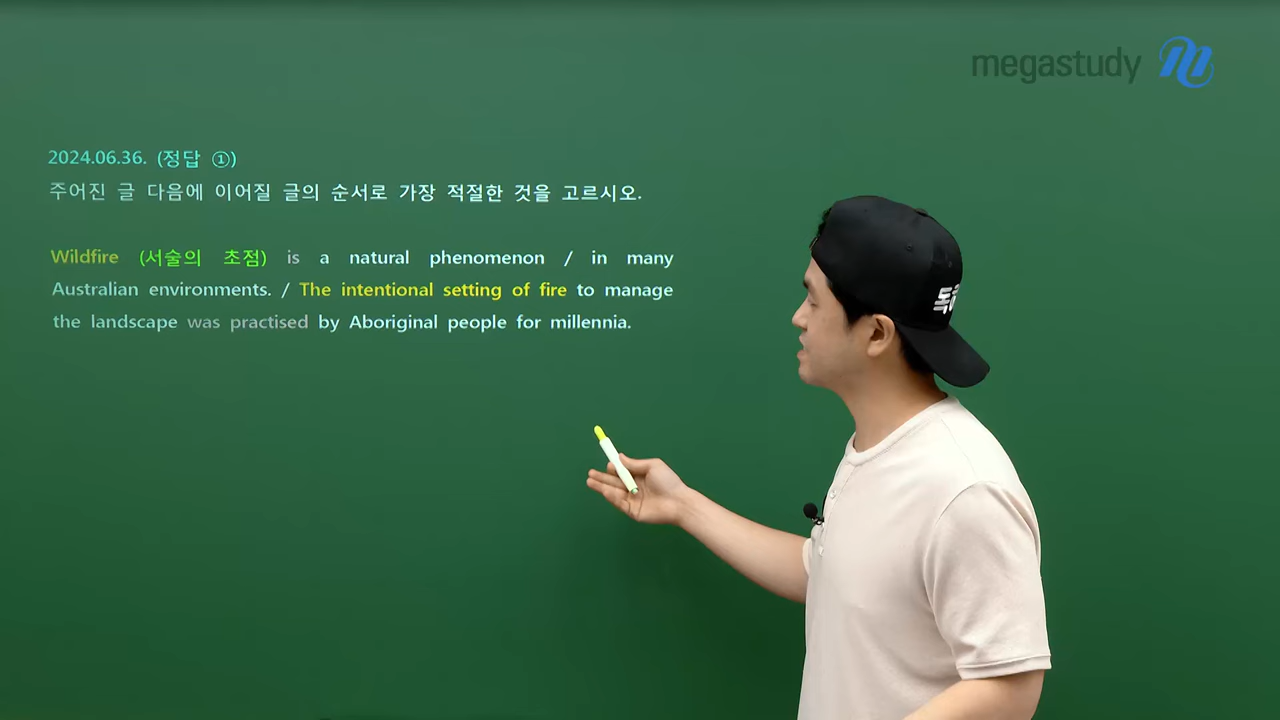 megastudy
2024.06.36. (정답 ①)
주어진 글 다음에 이어질 글의 순서로 가장 적절한 것을 고르시오.
Wildfire (서술의 초점) is a natural phenomenon / in many
Australian environments. / The intentional setting of fire to manage
the landscape was practised by Aboriginal people for millennia.